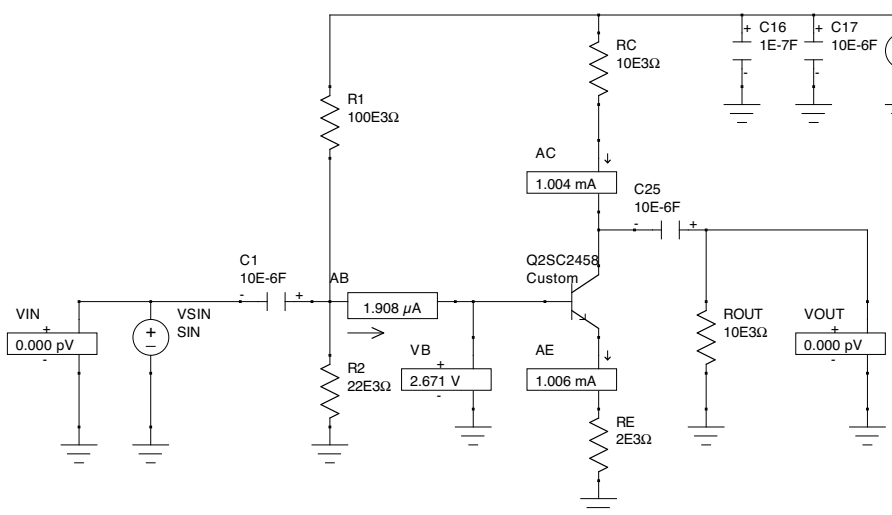 C16
1E-7F
C17
10E-6F
RC
10E3Ω
R1
100E3Ω
AC
1.004 mA
C25
10E-6F
C1
10E-6F
AB
1.908 µA
Q2SC2458
Custom
VIN
0.000 pV
VSIN
SIN
ROUT
10E3Ω
VOUT
0.000 pV
R2
22E3Ω
VB
2.671 V
AE
1.006 mA
RE
2E3Ω